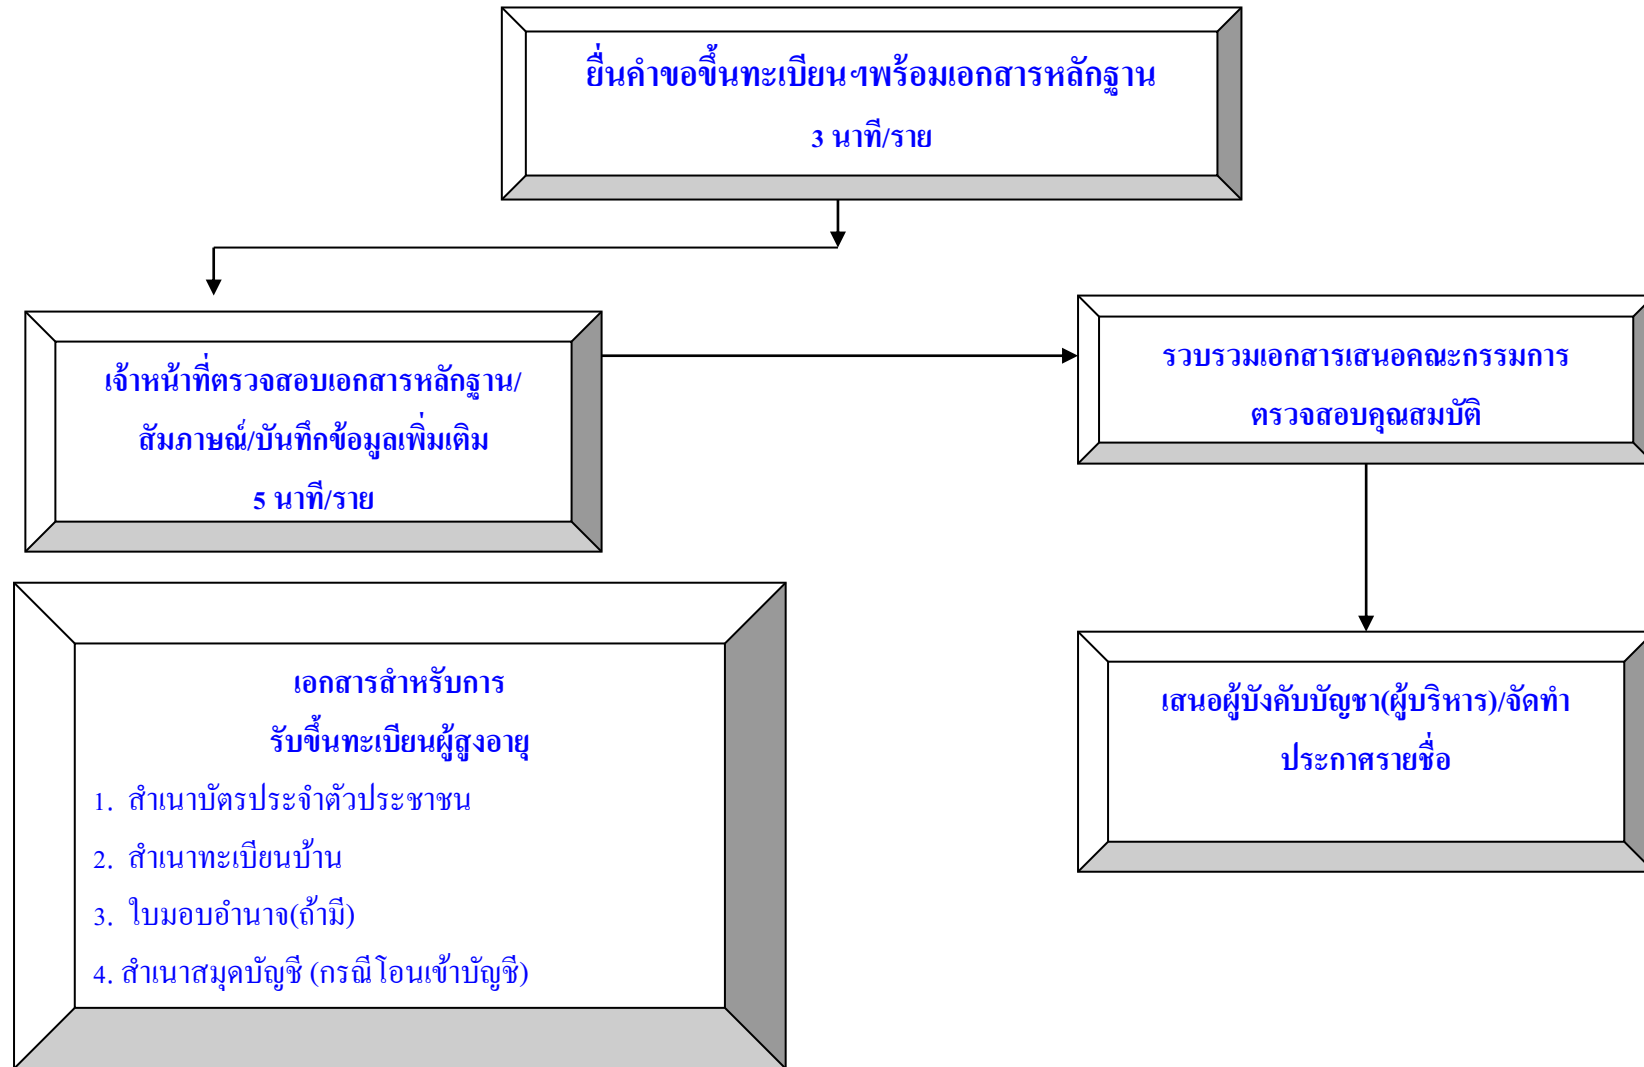 ยื่นคำขอขึ้นทะเบียนฯพร้อมเอกสารหลักฐาน
3 นาที/ราย
เจ้าหน้าที่ตรวจสอบเอกสารหลักฐาน/
สัมภาษณ์/บันทึกข้อมูลเพิ่มเติม
5 นาที/ราย
รวบรวมเอกสารเสนอคณะกรรมการ
ตรวจสอบคุณสมบัติ
เสนอผู้บังคับบัญชา(ผู้บริหาร)/จัดทำ
ประกาศรายชื่อ
เอกสารสำหรับการ
รับขึ้นทะเบียนผู้สูงอายุ
1. สำเนาบัตรประจำตัวประชาชน
2. สำเนาทะเบียนบ้าน
3. ใบมอบอำนาจ(ถ้ามี)
4. สำเนาสมุดบัญชี (กรณีโอนเข้าบัญชี)